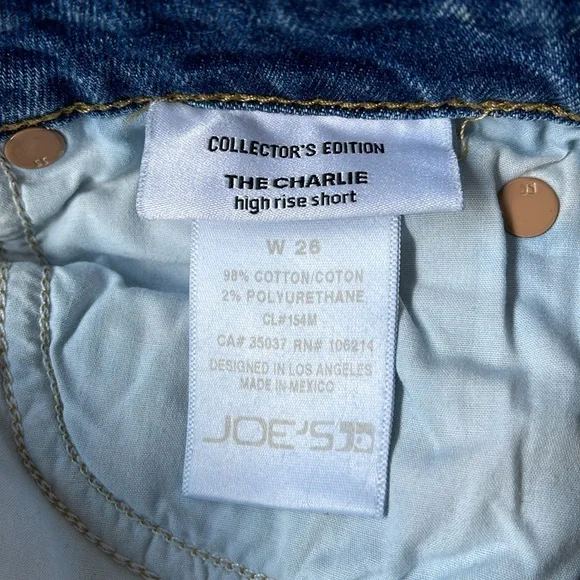 COLLECTOR'S EDITION
THE CHARLIE
high rise short
W 26
98% COTTON/COTON
2% POLYURETHANE
CL#154M
CA# 35037 RN# 106214
DESIGNED IN LOS ANGELES
MADE IN MEXICO
JOE'S